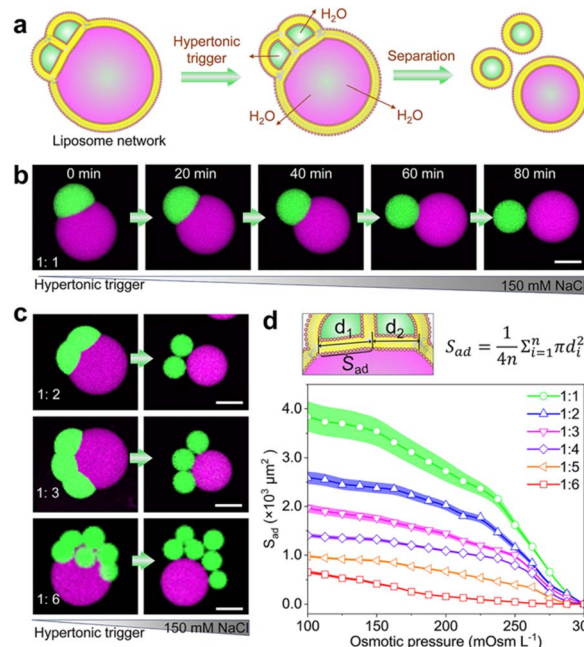 a
H₂O
Hypertonic
trigger
Separation
H₂O
H₂O
Liposome network
b
0 min
20 min
40 min
60 min
80 min
1: 1
Hypertonic trigger
150 mM NaCl
c
1: 2
1: 3
1: 6
Hypertonic trigger
150 mM NaCl
d
d₁
d₂
S_ad
S_ad = 1/4n Σⁿᵢ₌₁ πdᵢ²
S_ad (×10³ μm²)
4.0
3.0
2.0
1.0
0.0
1:1
1:2
1:3
1:4
1:5
1:6
100
150
200
250
300
Osmotic pressure (mOsm L⁻¹)